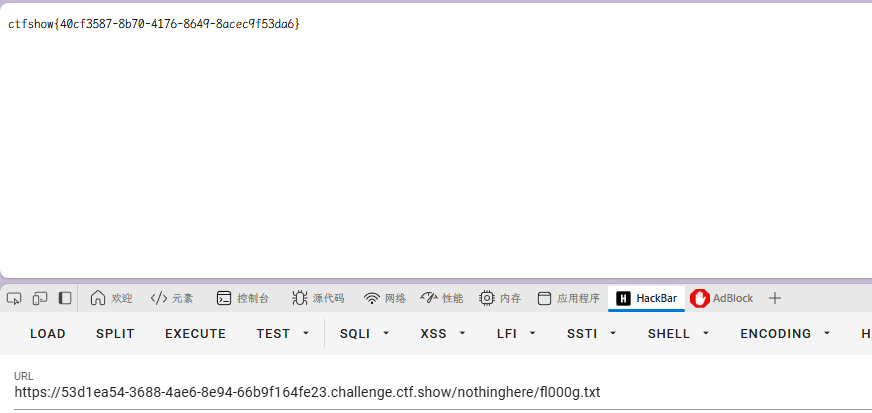 ctfshow{40cf3587-8b70-4176-8649-8acec9f53da6}
欢迎 元素 控制台 源代码 网络 性能 内存 应用程序 H HackBar AdBlock
LOAD SPLIT EXECUTE TEST SQLI XSS LFI SSTI SHELL ENCODING H
URL
https://53d1ea54-3688-4ae6-8e94-66b9f164fe23.challenge.ctf.show/nothinghere/fl000g.txt